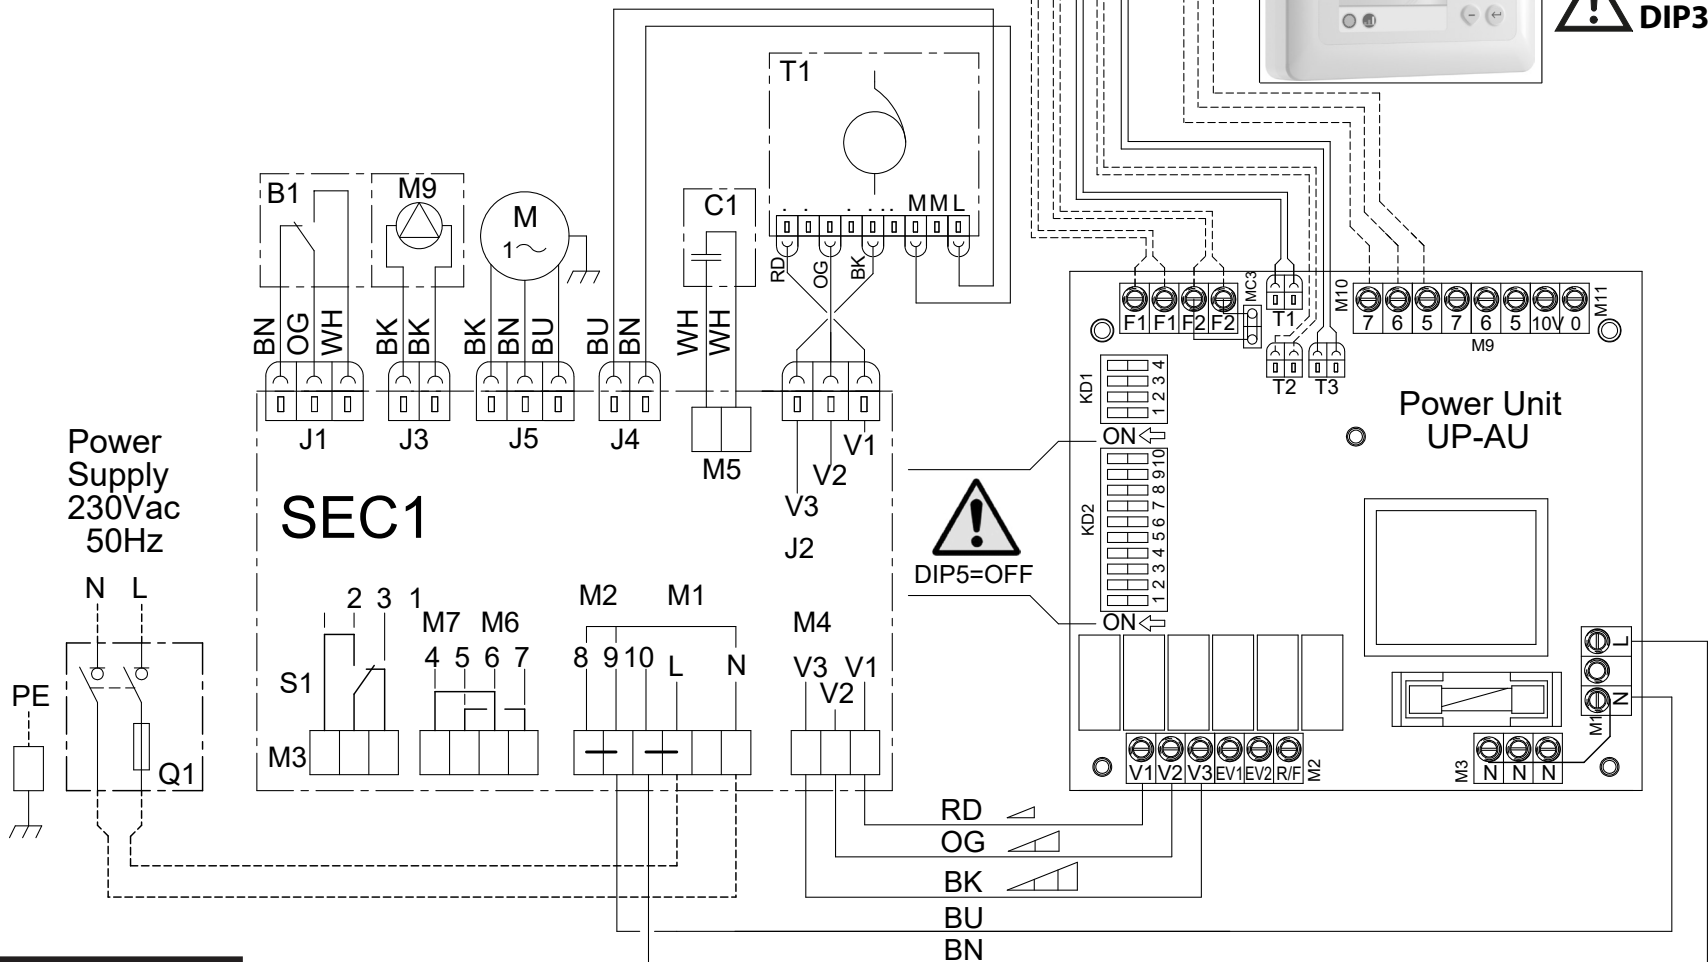 DIP3
T1
B1
M9
M
1~
C1
. . . . . M M L
RD
OG
BK
BN
OG
WH
BK
BK
BK
BN
BU
BU
BN
WH
WH
F1 F1 F2 F2
MC3
T1
T2
T3
M10
7 6 5 7 6 5 10V 0
M11
M9
KD1
1 2 3 4
ON
KD2
1 2 3 4 5 6 7 8 9 10
ON
Power Unit
UP-AU
J1
J3
J5
J4
M5
V1
V2
V3
J2
Power
Supply
230Vac
50Hz
SEC1
DIP5=OFF
N L
PE
Q1
2 3 1
S1
M3
M7 M6
4 5 6 7
M2 M1
8 9 10 L N
M4
V3 V1
V2
V1 V2 V3 EV1 EV2 R/F
M2
L
N
M1
M3
N N N
RD
OG
BK
BU
BN